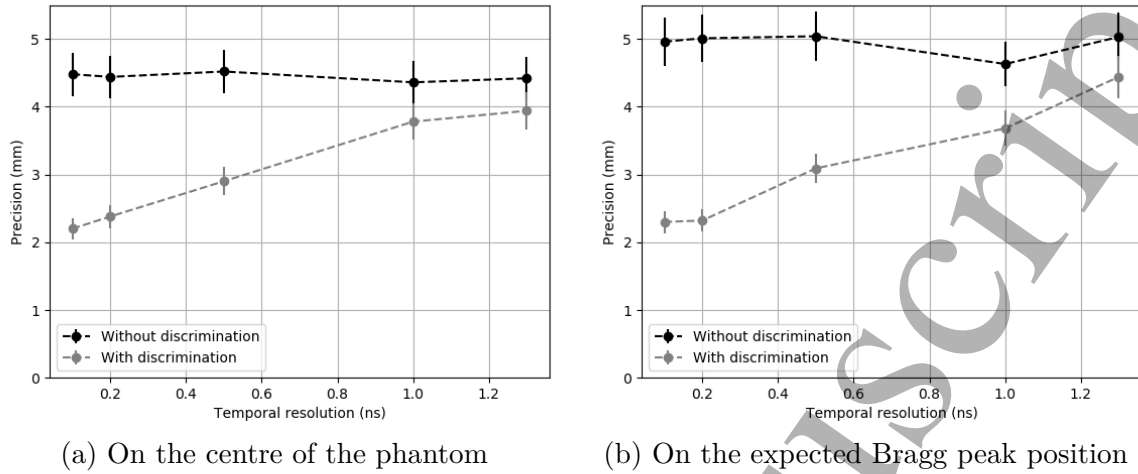 5
4
3
2
1
0
Precision (mm)
Without discrimination
With discrimination
0.2 0.4 0.6 0.8 1.0 1.2
Temporal resolution (ns)
(a) On the centre of the phantom
5
4
3
2
1
0
Precision (mm)
Without discrimination
With discrimination
0.2 0.4 0.6 0.8 1.0 1.2
Temporal resolution (ns)
(b) On the expected Bragg peak position
uscrip